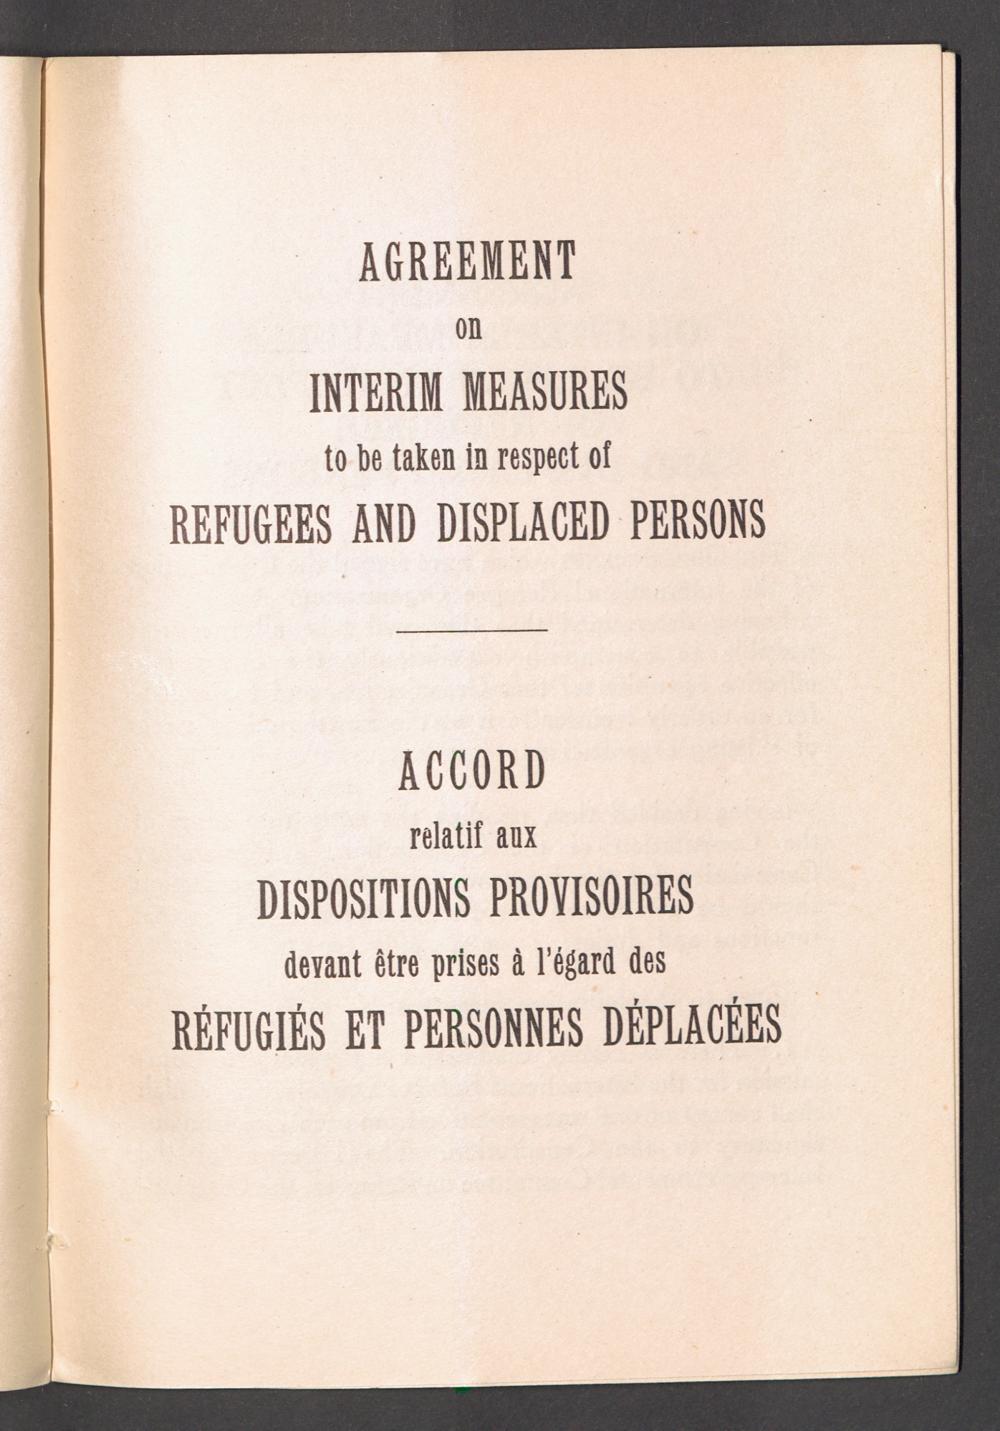 AGREEMENT
on
INTERIM MEASURES
to be taken in respect of
REFUGEES AND DISPLACED PERSONS
ACCORD
relatif aux
DISPOSITIONS PROVISOIRES
devant être prises à l'égard des
RÉFUGIÉS ET PERSONNES DÉPLACÉES